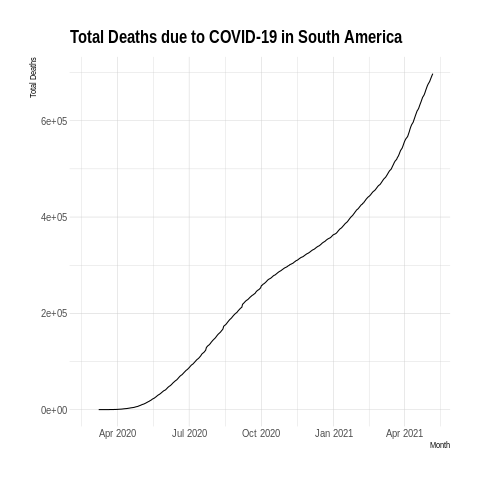 Total Deaths due to COVID-19 in South America
Total Deaths
6e+05
4e+05
2e+05
0e+00
Apr 2020 Jul 2020 Oct 2020 Jan 2021 Apr 2021
Month